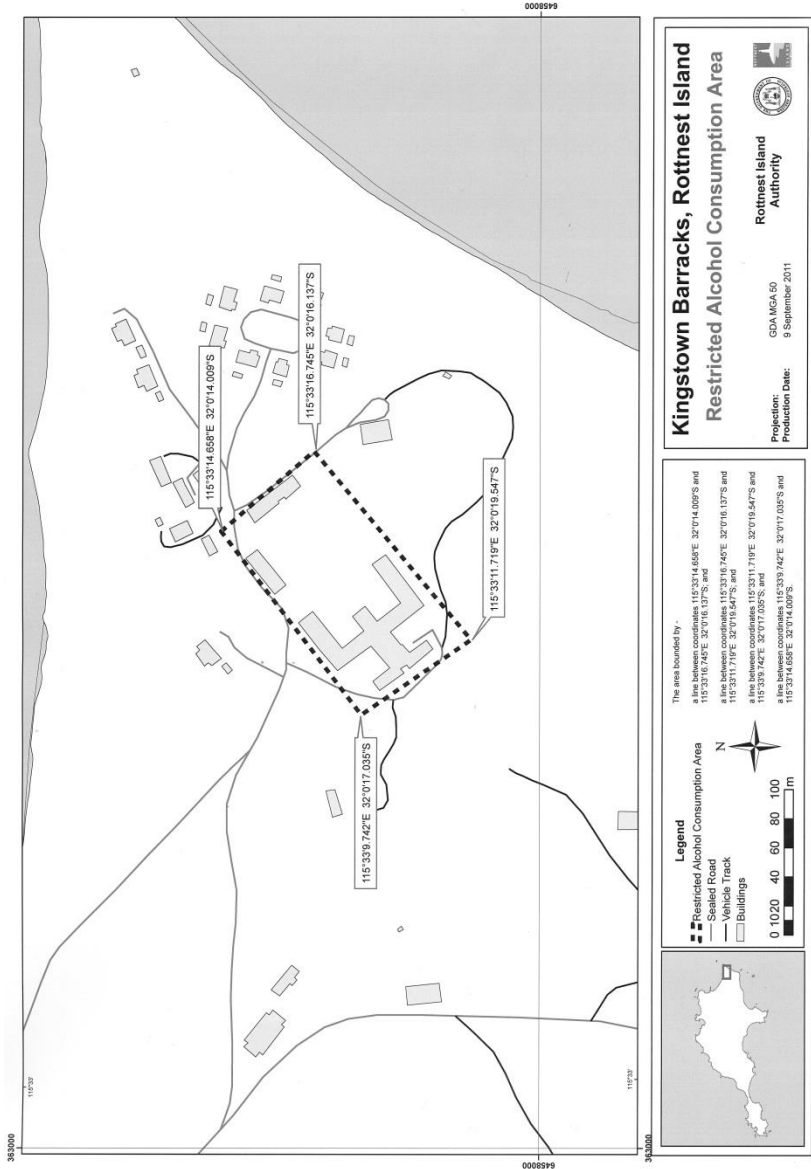 363000
115°33'
6458000
115°33'14.658"E 32°0'14.009"S
115°33'16.745"E 32°0'16.137"S
115°33'9.742"E 32°0'17.035"S
115°33'11.719"E 32°0'19.547"S
363000
115°33'
6458000
Legend
Restricted Alcohol Consumption Area
Sealed Road
Vehicle Track
Buildings
N
0 10 20 40 60 80 100
m
The area bounded by -
a line between coordinates 115°33'14.658"E 32°0'14.009"S and
115°33'16.745"E 32°0'16.137"S; and
a line between coordinates 115°33'16.745"E 32°0'16.137"S and
115°33'11.719"E 32°0'19.547"S; and
a line between coordinates 115°33'11.719"E 32°0'19.547"S and
115°33'9.742"E 32°0'17.035"S; and
a line between coordinates 115°33'9.742"E 32°0'17.035"S and
115°33'14.658"E 32°0'14.009"S.
Kingstown Barracks, Rottnest Island
Restricted Alcohol Consumption Area
Rottnest Island
Authority
Projection: GDA MGA 50
Production Date: 9 September 2011